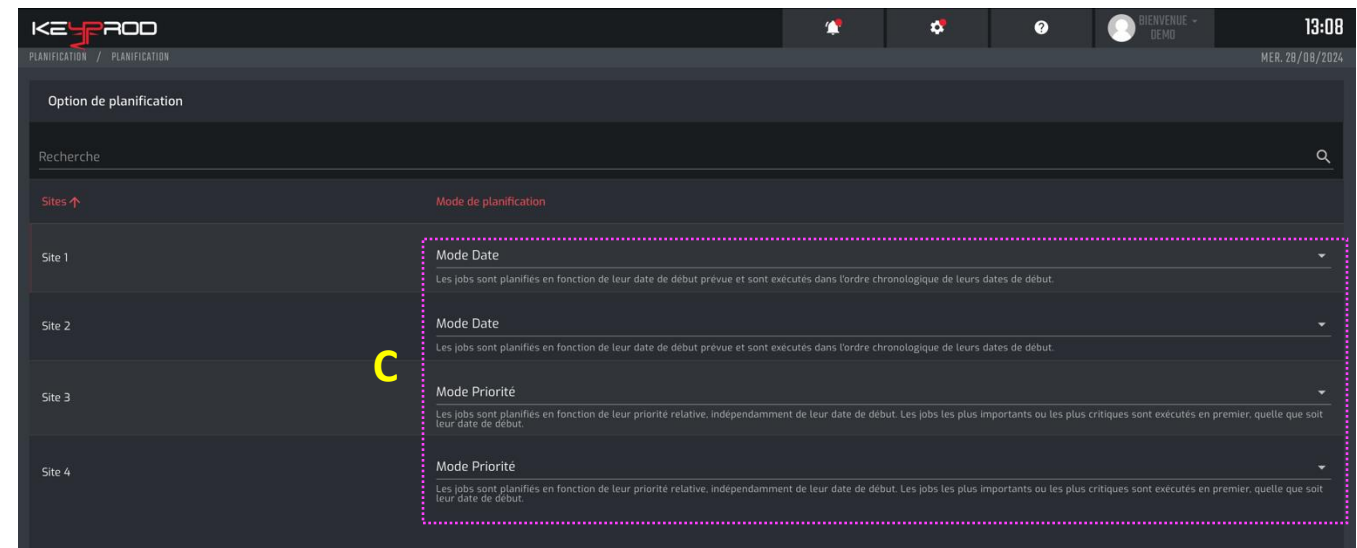 KEYPROD
BIENVENUE
DEMO
13:08
PLANIFICATION / PLANIFICATION
MER. 28/08/2024
Option de planification
Recherche
Sites Mode de planification
Site 1
Mode Date
Les jobs sont planifiés en fonction de leur date de début prévue et sont exécutés dans l'ordre chronologique de leurs dates de début.
Site 2
Mode Date
Les jobs sont planifiés en fonction de leur date de début prévue et sont exécutés dans l'ordre chronologique de leurs dates de début.
C
Site 3
Mode Priorité
Les jobs sont planifiés en fonction de leur priorité relative, indépendamment de leur date de début. Les jobs les plus importants ou les plus critiques sont exécutés en premier, quelle que soit
leur date de début.
Site 4
Mode Priorité
Les jobs sont planifiés en fonction de leur priorité relative, indépendamment de leur date de début. Les jobs les plus importants ou les plus critiques sont exécutés en premier, quelle que soit
leur date de début.